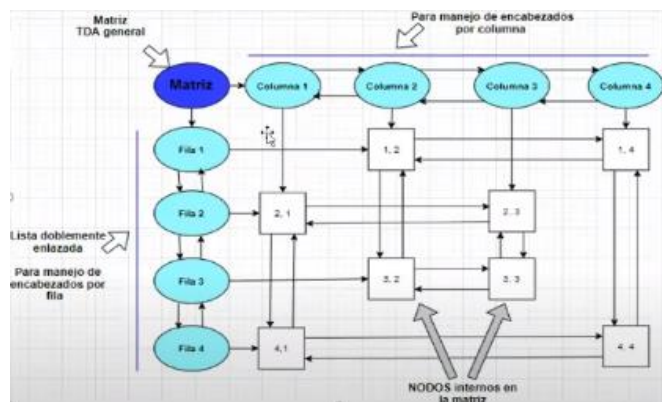 Matriz
TDA general
Para manejo de encabezados
por columna
Matriz
Columna 1
Columna 2
Columna 3
Columna 4
Fila 1
1, 2
1, 4
Fila 2
2, 1
2, 3
Lista doblemente
enlazada
Para manejo de
encabezados por
fila
Fila 3
3, 2
3, 3
Fila 4
4,1
4, 4
NODOS internos en
la matriz